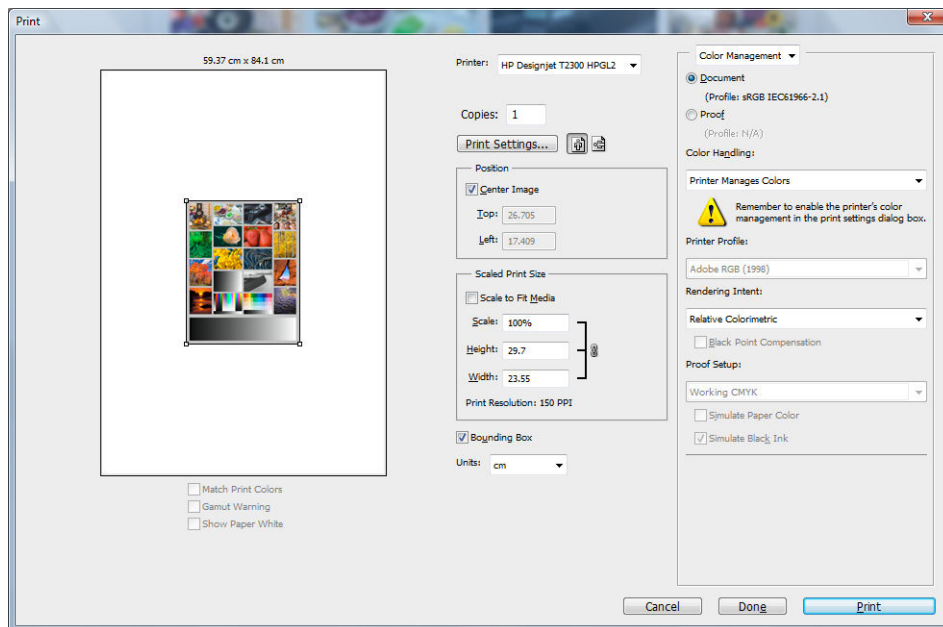 Print
59.37 cm x 84.1 cm
Match Print Colors
Gamut Warning
Show Paper White
Printer: HP Designjet T2300 HPGL2
Copies: 1
Print Settings...
Position
Center Image
Top: 26.705
Left: 17.409
Scaled Print Size
Scale to Fit Media
Scale: 100%
Height: 29.7
Width: 23.55
Print Resolution: 150 PPI
Bounding Box
Units: cm
Color Management
Document
(Profile: sRGB IEC61966-2.1)
Proof
(Profile: N/A)
Color Handling:
Printer Manages Colors
Remember to enable the printer's color
management in the print settings dialog box.
Printer Profile:
Adobe RGB (1998)
Rendering Intent:
Relative Colorimetric
Black Point Compensation
Proof Setup:
Working CMYK
Simulate Paper Color
Simulate Black Ink
Cancel
Done
Print